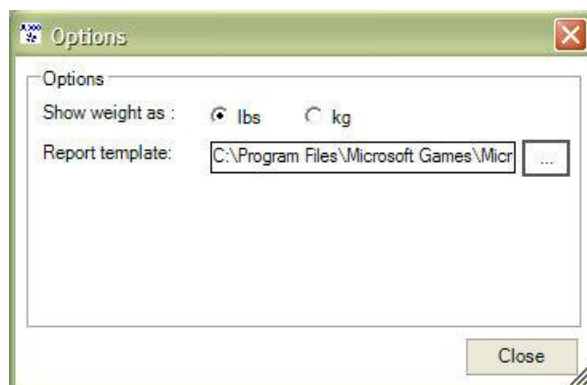 Options
Options
Show weight as : lbs kg
Report template: C:\Program Files\Microsoft Games\Micr ...
Close